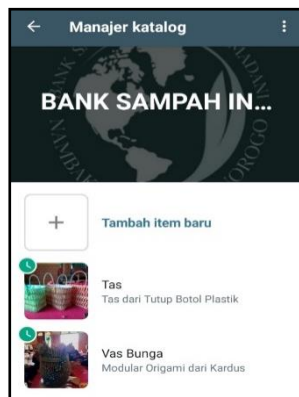 Manajer katalog
BANK SAMPAH IN...
Tambah item baru
Tas
Tas dari Tutup Botol Plastik
Vas Bunga
Modular Origami dari Kardus